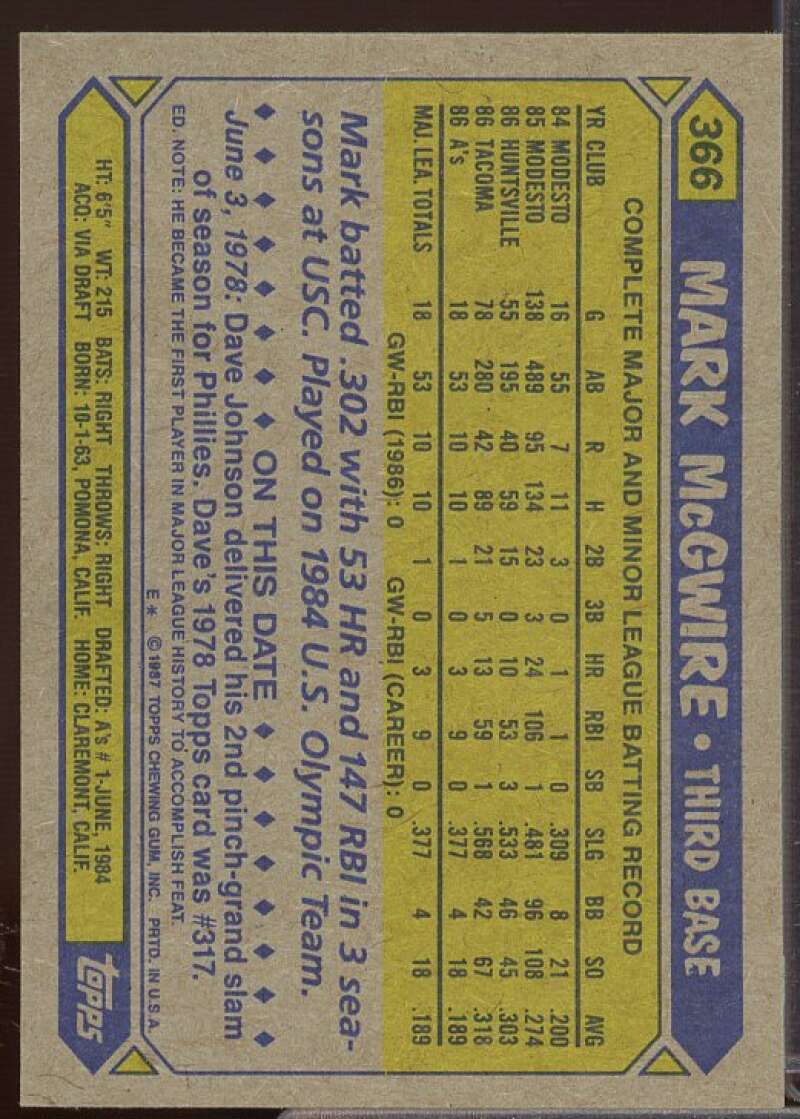 366
MARK McGWIRE • THIRD BASE
COMPLETE MAJOR AND MINOR LEAGUE BATTING RECORD
YR CLUB G AB R H 2B 3B HR RBI SB SLG BB SO AVG
84 MODESTO 16 55 7 11 3 0 1 1 0 .309 8 21 .200
85 MODESTO 138 489 95 134 23 3 24 106 1 .481 96 108 .274
86 HUNTSVILLE 55 195 40 59 15 0 10 53 3 .533 46 45 .303
86 TACOMA 78 280 42 89 21 5 13 59 1 .568 42 67 .318
86 A's 18 53 10 10 1 0 3 9 0 .377 4 18 .189
MAJ. LEA. TOTALS 18 53 10 10 1 0 3 9 0 .377 4 18 .189
GW-RBI (1986): 0 GW-RBI (CAREER): 0
Mark batted .302 with 53 HR and 147 RBI in 3 sea-
sons at USC. Played on 1984 U.S. Olympic Team.
♦ ♦ ♦ ♦ ♦ ♦ ♦ ON THIS DATE ♦ ♦ ♦ ♦ ♦ ♦ ♦ ♦
June 3, 1978: Dave Johnson delivered his 2nd pinch-grand slam
of season for Phillies. Dave's 1978 Topps card was #317.
ED. NOTE: HE BECAME THE FIRST PLAYER IN MAJOR LEAGUE HISTORY TO ACCOMPLISH FEAT.
E* © 1987 TOPPS CHEWING GUM, INC. PRTD. IN U.S.A.
HT: 6'5" WT: 215 BATS: RIGHT THROWS: RIGHT DRAFTED: A's #1-JUNE, 1984
ACQ: VIA DRAFT BORN: 10-1-63, POMONA, CALIF. HOME: CLAREMONT, CALIF.
topps